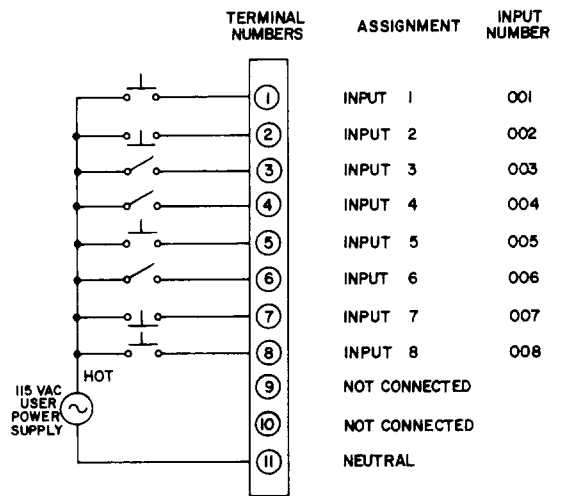 TERMINAL NUMBERS ASSIGNMENT INPUT NUMBER
1 INPUT 1 001
2 INPUT 2 002
3 INPUT 3 003
4 INPUT 4 004
5 INPUT 5 005
6 INPUT 6 006
7 INPUT 7 007
8 INPUT 8 008
HOT
115 VAC
USER
POWER
SUPPLY
9 NOT CONNECTED
10 NOT CONNECTED
11 NEUTRAL